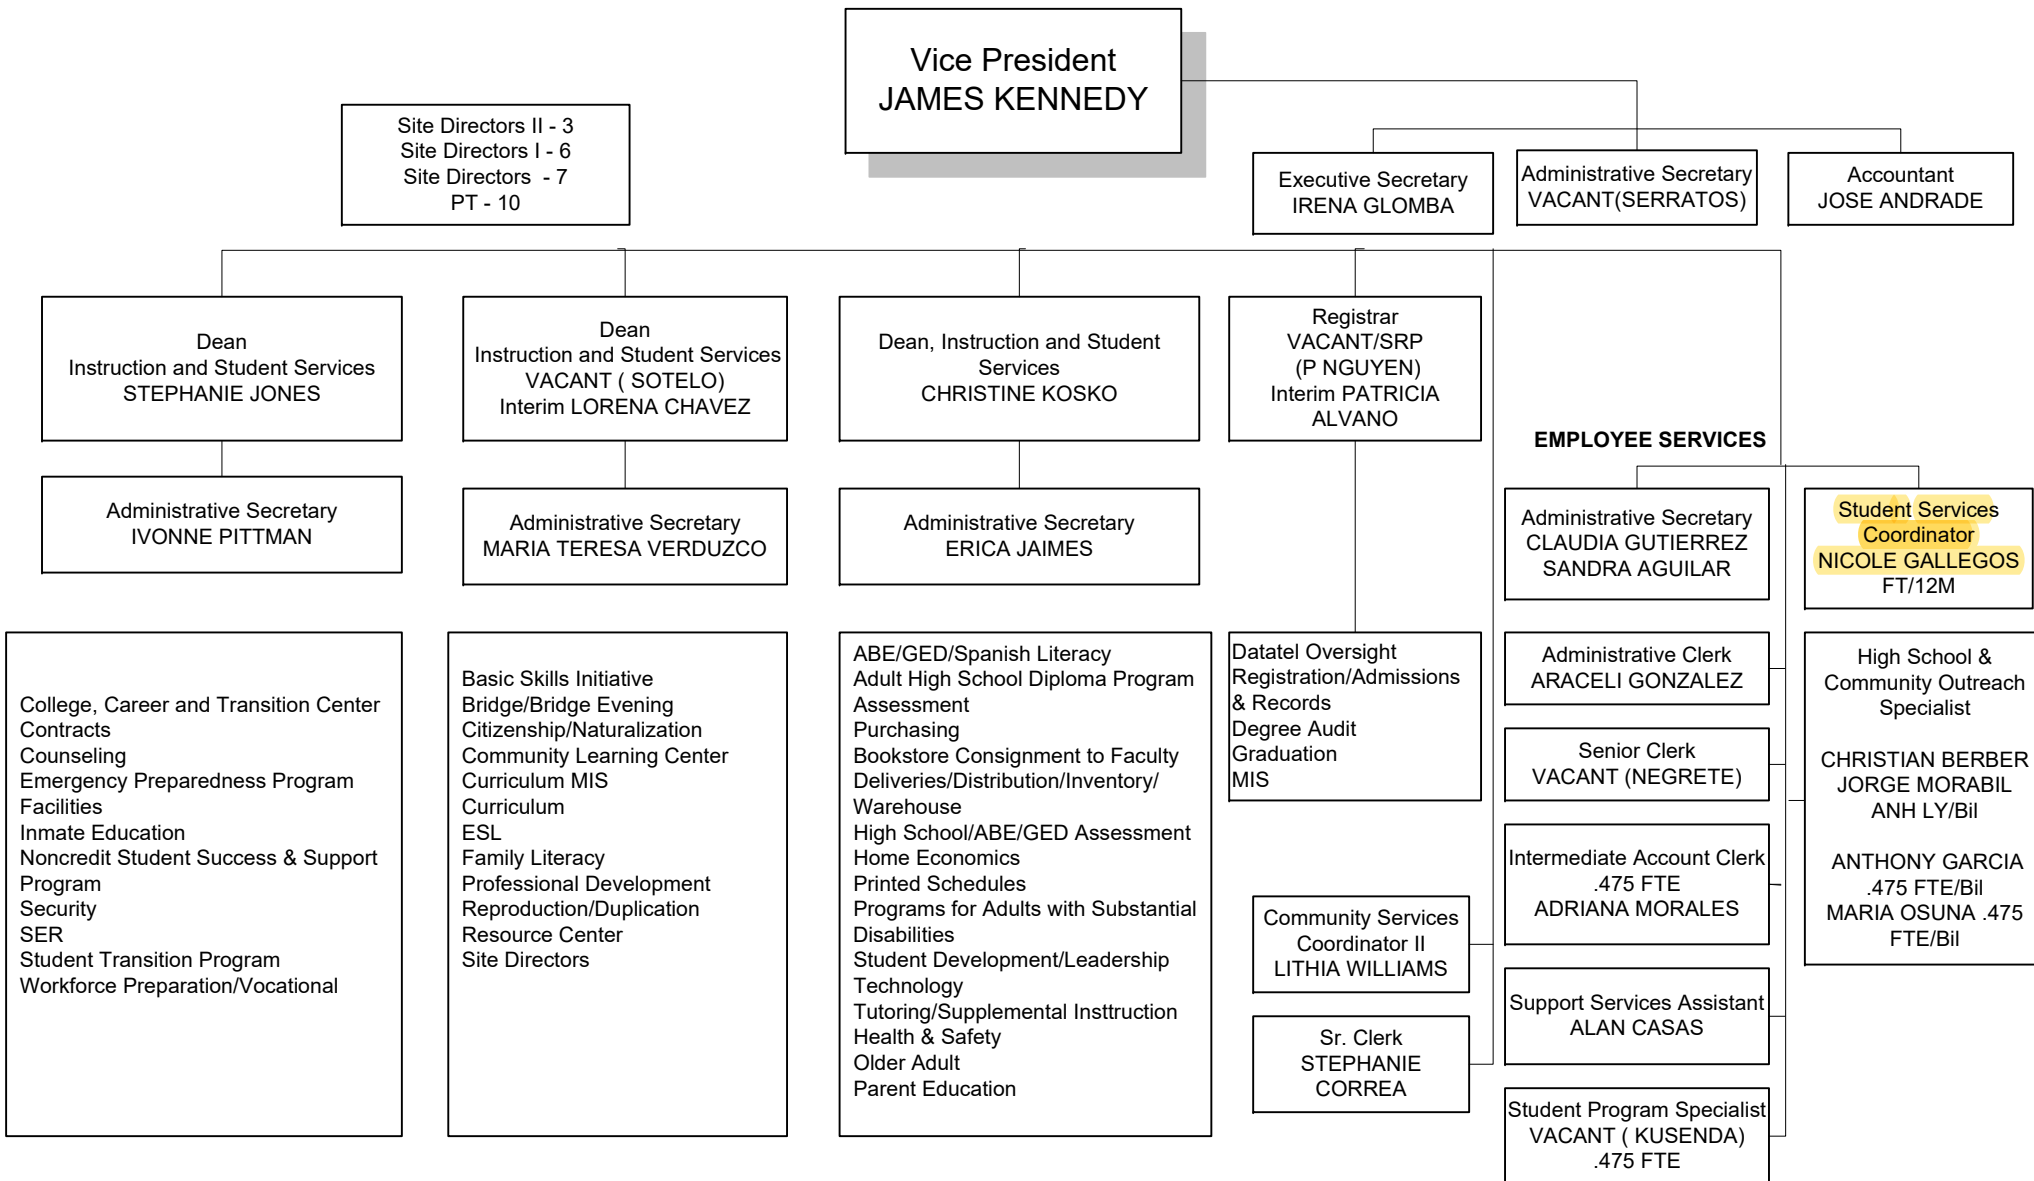 Vice President
JAMES KENNEDY
Site Directors II - 3
Site Directors I - 6
Site Directors  - 7
PT - 10
Executive Secretary
IRENA GLOMBA
Administrative Secretary
VACANT(SERRATOS)
Accountant
JOSE ANDRADE
Dean
Instruction and Student Services
STEPHANIE JONES
Dean
Instruction and Student Services
VACANT ( SOTELO)
Interim LORENA CHAVEZ
Dean, Instruction and Student
Services
CHRISTINE KOSKO
Registrar
VACANT/SRP
(P NGUYEN)
Interim PATRICIA
ALVANO
EMPLOYEE SERVICES
Administrative Secretary
IVONNE PITTMAN
Administrative Secretary
MARIA TERESA VERDUZCO
Administrative Secretary
ERICA JAIMES
Administrative Secretary
CLAUDIA GUTIERREZ
SANDRA AGUILAR
Student Services
Coordinator
NICOLE GALLEGOS
FT/12M
College, Career and Transition Center
Contracts
Counseling
Emergency Preparedness Program
Facilities
Inmate Education
Noncredit Student Success & Support
Program
Security
SER
Student Transition Program
Workforce Preparation/Vocational
Basic Skills Initiative
Bridge/Bridge Evening
Citizenship/Naturalization
Community Learning Center
Curriculum MIS
Curriculum
ESL
Family Literacy
Professional Development
Reproduction/Duplication
Resource Center
Site Directors
ABE/GED/Spanish Literacy
Adult High School Diploma Program
Assessment
Purchasing
Bookstore Consignment to Faculty
Deliveries/Distribution/Inventory/
Warehouse
High School/ABE/GED Assessment
Home Economics
Printed Schedules
Programs for Adults with Substantial
Disabilities
Student Development/Leadership
Technology
Tutoring/Supplemental Insttruction
Health & Safety
Older Adult
Parent Education
Datatel Oversight
Registration/Admissions
& Records
Degree Audit
Graduation
MIS
Community Services
Coordinator II
LITHIA WILLIAMS
Sr. Clerk
STEPHANIE
CORREA
Administrative Clerk
ARACELI GONZALEZ
Senior Clerk
VACANT (NEGRETE)
Intermediate Account Clerk
.475 FTE
ADRIANA MORALES
Support Services Assistant
ALAN CASAS
Student Program Specialist
VACANT ( KUSENDA)
.475 FTE
High School &
Community Outreach
Specialist
CHRISTIAN BERBER
JORGE MORABIL
ANH LY/Bil
ANTHONY GARCIA
.475 FTE/Bil
MARIA OSUNA .475
FTE/Bil